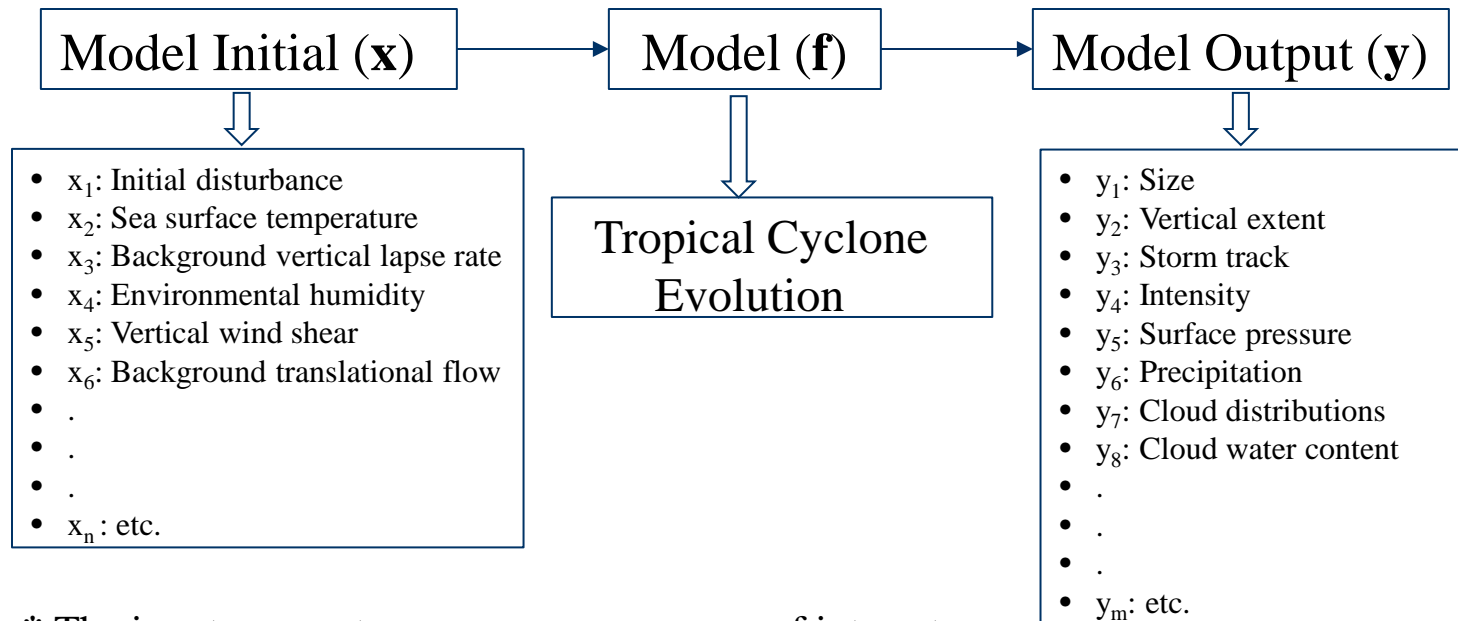 Model Initial (x)
Model (f)
Model Output (y)
• x₁: Initial disturbance
• x₂: Sea surface temperature
• x₃: Background vertical lapse rate
• x₄: Environmental humidity
• x₅: Vertical wind shear
• x₆: Background translational flow
• .
• .
• .
• xₙ : etc.
Tropical Cyclone
Evolution
• y₁: Size
• y₂: Vertical extent
• y₃: Storm track
• y₄: Intensity
• y₅: Surface pressure
• y₆: Precipitation
• y₇: Cloud distributions
• y₈: Cloud water content
• .
• .
• .
• yₘ: etc.